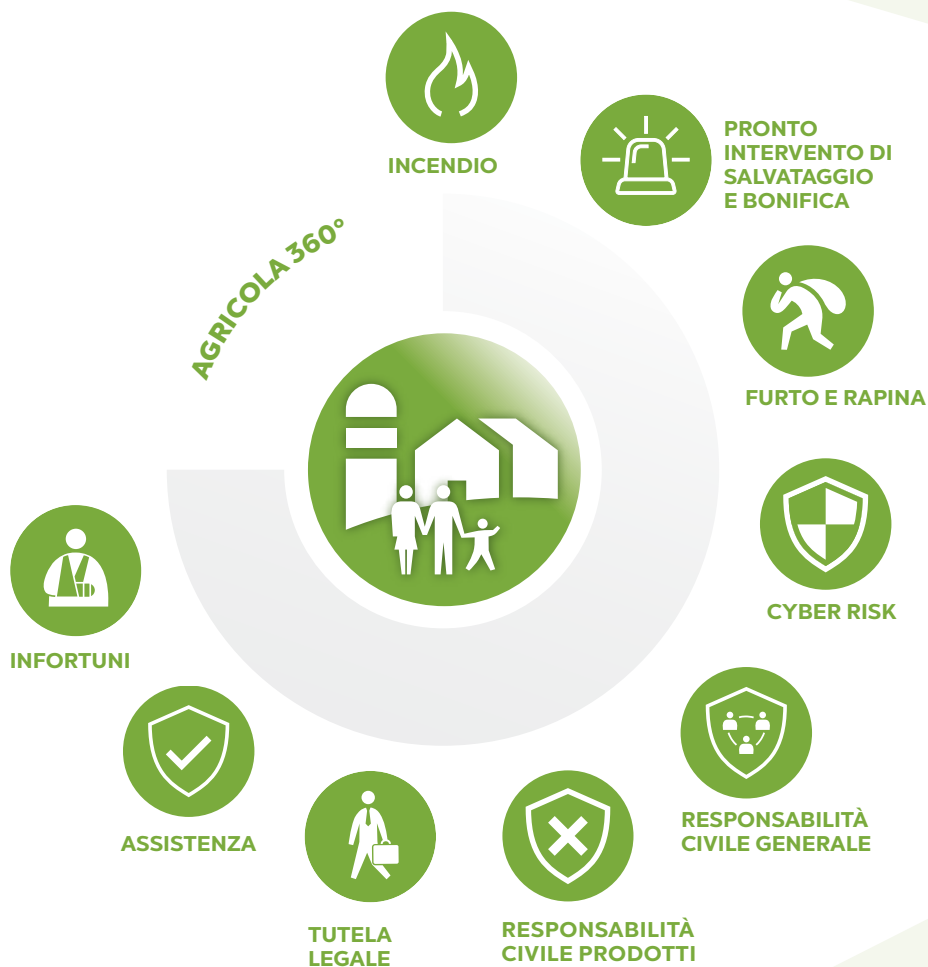 INCENDIO
PRONTO
INTERVENTO DI
SALVATAGGIO
E BONIFICA
AGRICOLA 360°
FURTO E RAPINA
CYBER RISK
INFORTUNI
RESPONSABILITÀ
CIVILE GENERALE
ASSISTENZA
TUTELA
LEGALE
RESPONSABILITÀ
CIVILE PRODOTTI